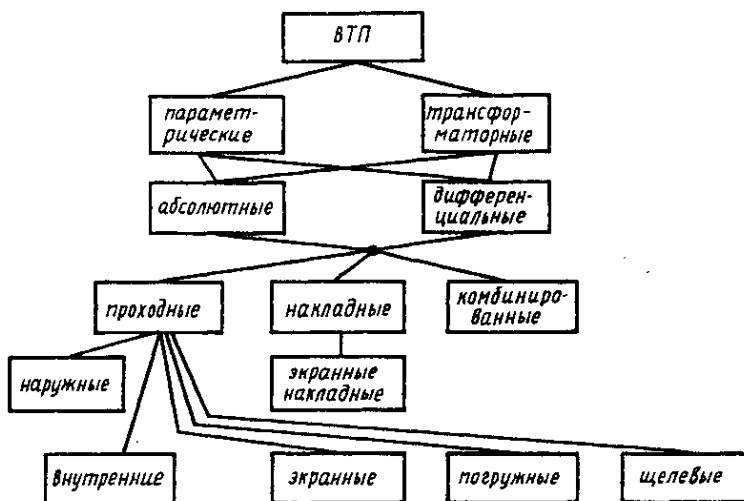 ВТП
парамет-
рические
трансфор-
маторные
абсолютные
дифферен-
циальные
проходные
накладные
комбиниро-
ванные
наружные
экранные
накладные
внутренние
экранные
погружные
щелевые